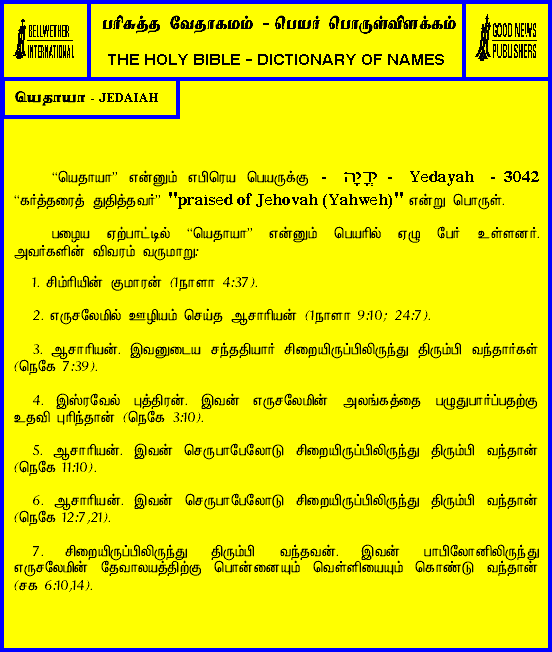 BELLWETHER
INTERNATIONAL
பரிசுத்த வேதாகமம் - பெயர் பொருள்விளக்கம்
THE HOLY BIBLE - DICTIONARY OF NAMES
GOOD NEWS
PUBLISHERS
யெதாயா - JEDAIAH
“யெதாயா” என்னும் எபிரெய பெயருக்கு - יְדָיָה - Yedayah - 3042
“கர்த்தரைத் துதித்தவர்” "praised of Jehovah (Yahweh)" என்று பொருள்.
பழைய ஏற்பாட்டில் “யெதாயா” என்னும் பெயரில் ஏழு பேர் உள்ளனர்.
அவர்களின் விவரம் வருமாறு:
1. சிம்ரியின் குமாரன் (1நாளா 4:37).
2. எருசலேமில் ஊழியம் செய்த ஆசாரியன் (1நாளா 9:10; 24:7).
3. ஆசாரியன். இவனுடைய சந்ததியார் சிறையிருப்பிலிருந்து திரும்பி வந்தார்கள்
(நெகே 7:39).
4. இஸ்ரவேல் புத்திரன். இவன் எருசலேமின் அலங்கத்தை பழுதுபார்ப்பதற்கு
உதவி புரிந்தான் (நெகே 3:10).
5. ஆசாரியன். இவன் செருபாபேலோடு சிறையிருப்பிலிருந்து திரும்பி வந்தான்
(நெகே 11:10).
6. ஆசாரியன். இவன் செருபாபேலோடு சிறையிருப்பிலிருந்து திரும்பி வந்தான்
(நெகே 12:7,21).
7. சிறையிருப்பிலிருந்து திரும்பி வந்தவன். இவன் பாபிலோனிலிருந்து
எருசலேமின் தேவாலயத்திற்கு பொன்னையும் வெள்ளியையும் கொண்டு வந்தான்
(சக 6:10,14).